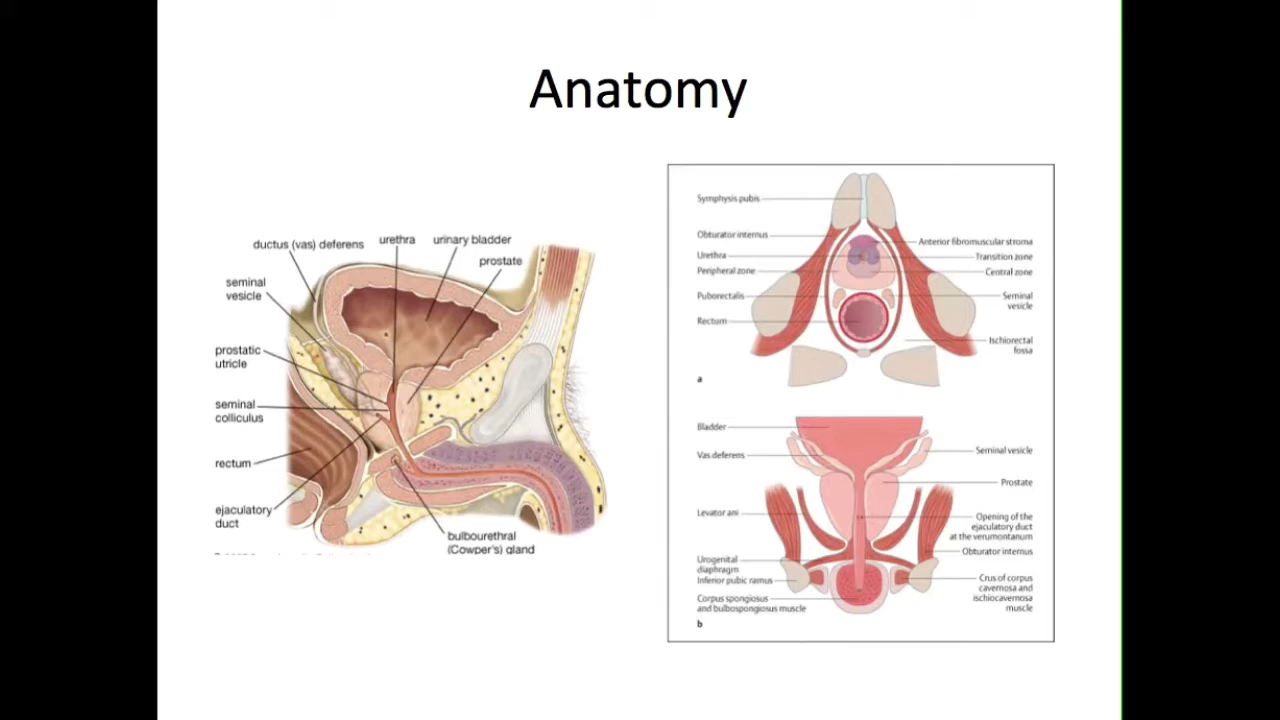 Anatomy
ductus (vas) deferens
urethra
urinary bladder
prostate
seminal
vesicle
prostatic
utricle
seminal
colliculus
rectum
ejaculatory
duct
bulbourethral
(Cowper's) gland
Symphysis pubis
Obturator internus
Urethra
Peripheral zone
Puborectalis
Rectum
Anterior fibromuscular stroma
Transition zone
Central zone
Seminal
vesicle
Ischiorectal
fossa
a
Bladder
Vas deferens
Levator ani
Urogenital
diaphragm
Inferior pubic ramus
Corpus spongiosus
and bulbospongiosus muscle
Seminal vesicle
Prostate
Opening of the
ejaculatory duct
at the verumontanum
Obturator internus
Crus of corpus
cavernosa and
ischiocavernosa
muscle
b